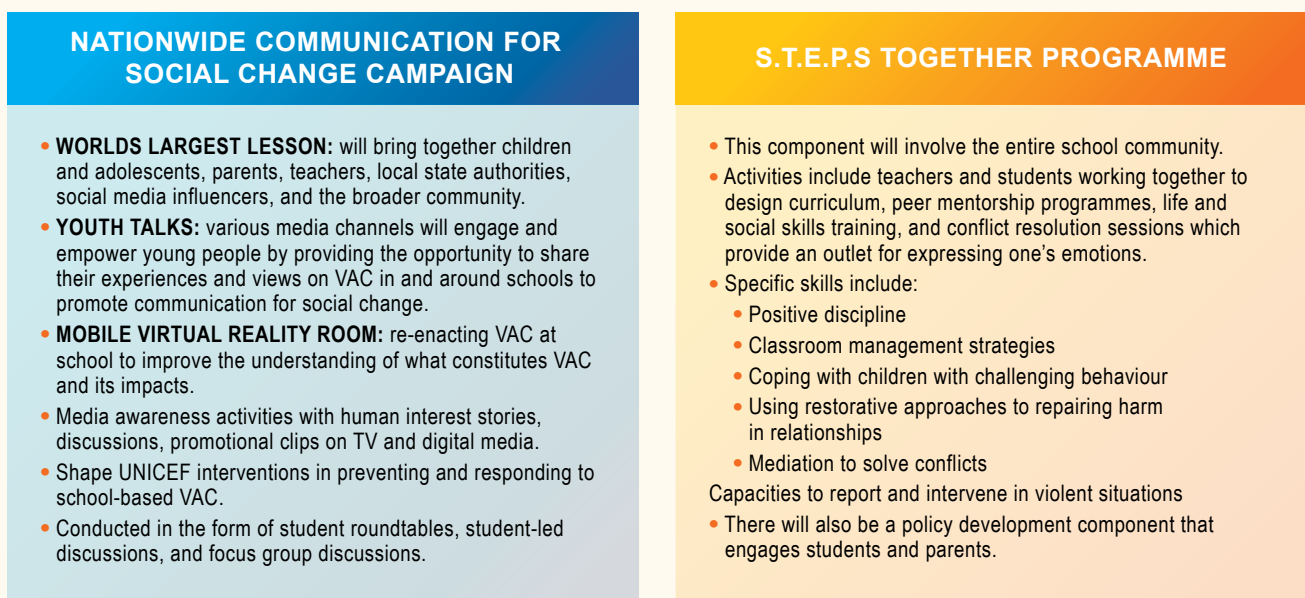 NATIONWIDE COMMUNICATION FOR
SOCIAL CHANGE CAMPAIGN
• WORLDS LARGEST LESSON: will bring together children
and adolescents, parents, teachers, local state authorities,
social media influencers, and the broader community.
• YOUTH TALKS: various media channels will engage and
empower young people by providing the opportunity to share
their experiences and views on VAC in and around schools to
promote communication for social change.
• MOBILE VIRTUAL REALITY ROOM: re-enacting VAC at
school to improve the understanding of what constitutes VAC
and its impacts.
• Media awareness activities with human interest stories,
discussions, promotional clips on TV and digital media.
• Shape UNICEF interventions in preventing and responding to
school-based VAC.
• Conducted in the form of student roundtables, student-led
discussions, and focus group discussions.
S.T.E.P.S TOGETHER PROGRAMME
• This component will involve the entire school community.
• Activities include teachers and students working together to
design curriculum, peer mentorship programmes, life and
social skills training, and conflict resolution sessions which
provide an outlet for expressing one's emotions.
• Specific skills include:
• Positive discipline
• Classroom management strategies
• Coping with children with challenging behaviour
• Using restorative approaches to repairing harm
in relationships
• Mediation to solve conflicts
Capacities to report and intervene in violent situations
• There will also be a policy development component that
engages students and parents.